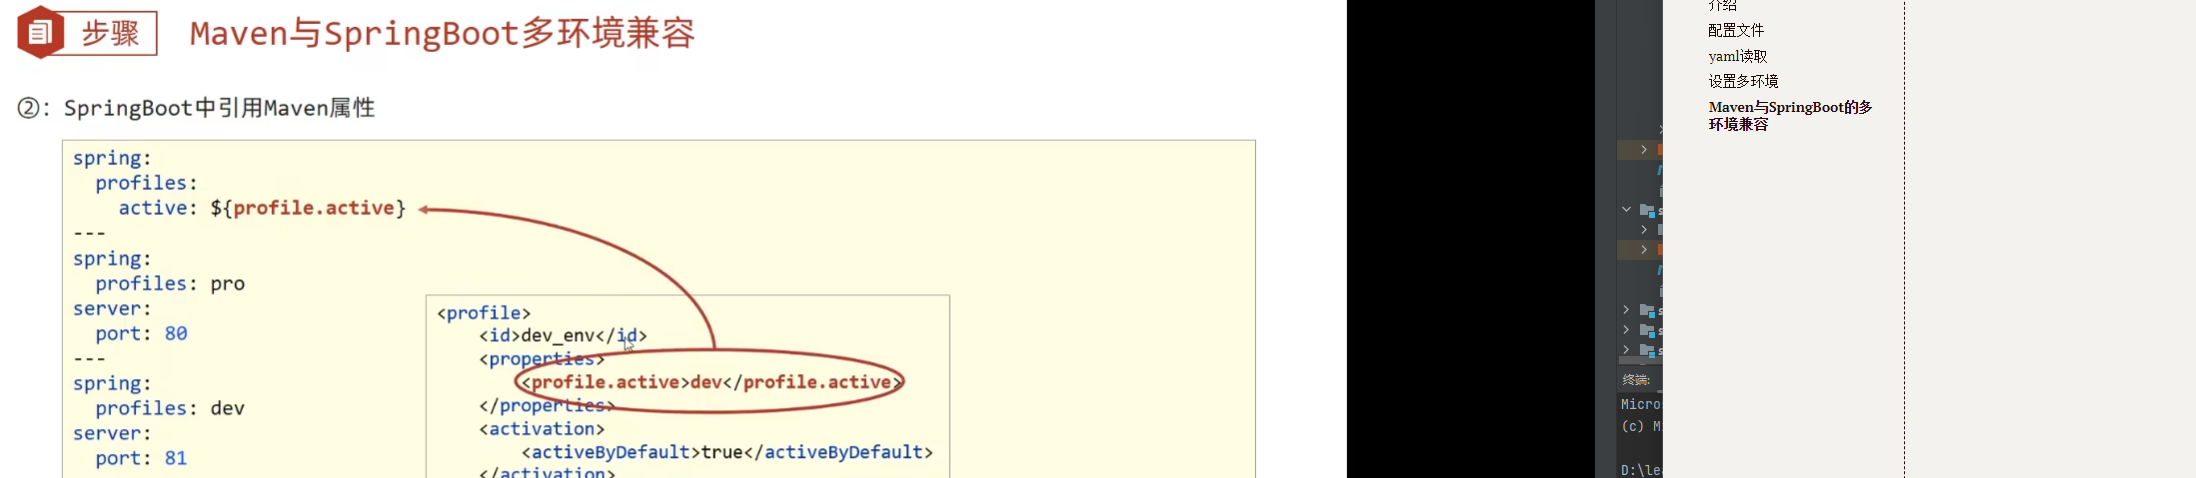 步骤
Maven与SpringBoot多环境兼容
②：SpringBoot中引用Maven属性
spring:
profiles:
active: ${profile.active}
---
spring:
profiles: pro
server:
port: 80
---
spring:
profiles: dev
server:
port: 81
<profile>
<id>dev_env</id>
<properties>
<profile.active>dev</profile.active>
</properties>
<activation>
<activeByDefault>true</activeByDefault>
</activation>
终端:
Micro
(c) M
D:\le
介绍
配置文件
yaml读取
设置多环境
Maven与SpringBoot的多
环境兼容